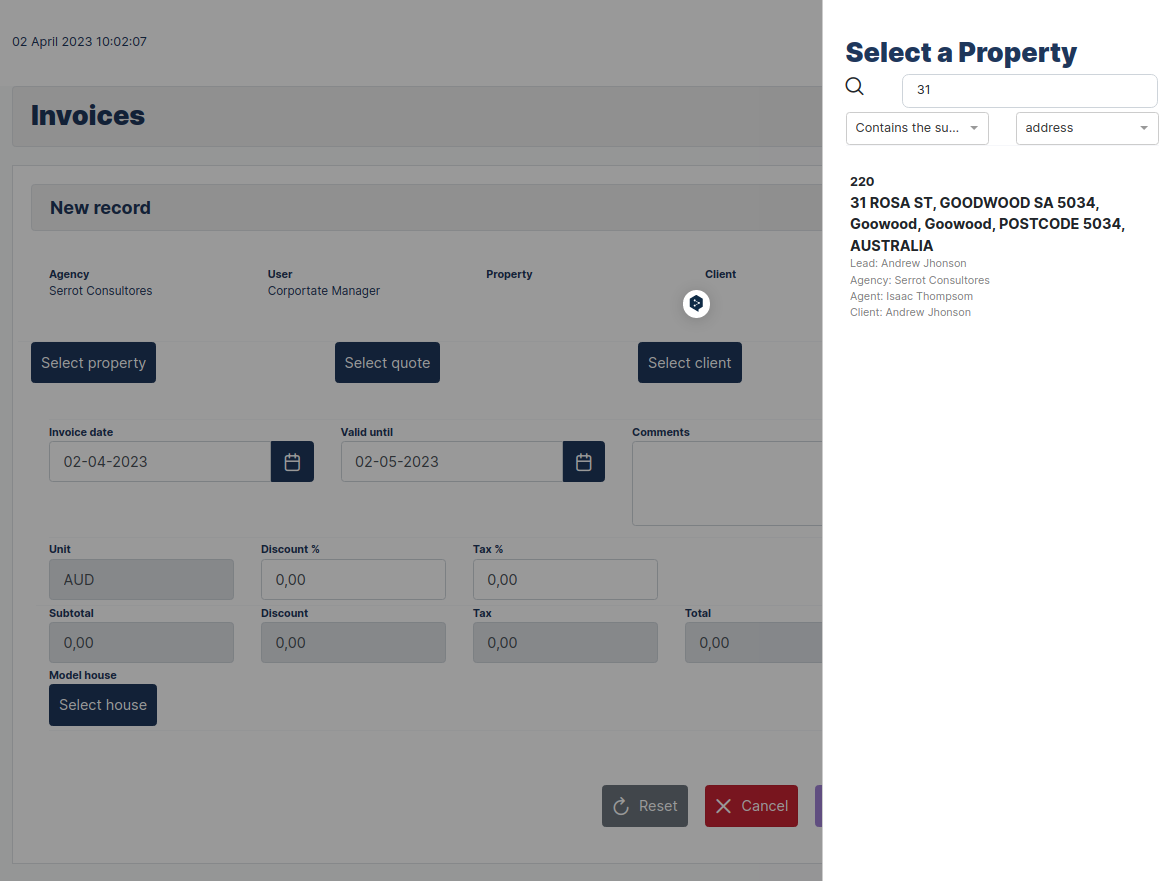 02 April 2023 10:02:07
Invoices
New record
Agency
User
Property
Client
Serrot Consultores
Corportate Manager
Select property
Select quote
Select client
Invoice date
Valid until
Comments
02-04-2023
02-05-2023
Unit
Discount %
Tax %
AUD
0,00
0,00
Subtotal
Discount
Tax
Total
0,00
0,00
0,00
0,00
Model house
Select house
Reset
Cancel
Select a Property
31
Contains the su...
address
220
31 ROSA ST, GOODWOOD SA 5034,
Goowood, Goowood, POSTCODE 5034,
AUSTRALIA
Lead: Andrew Jhonson
Agency: Serrot Consultores
Agent: Isaac Thompsom
Client: Andrew Jhonson